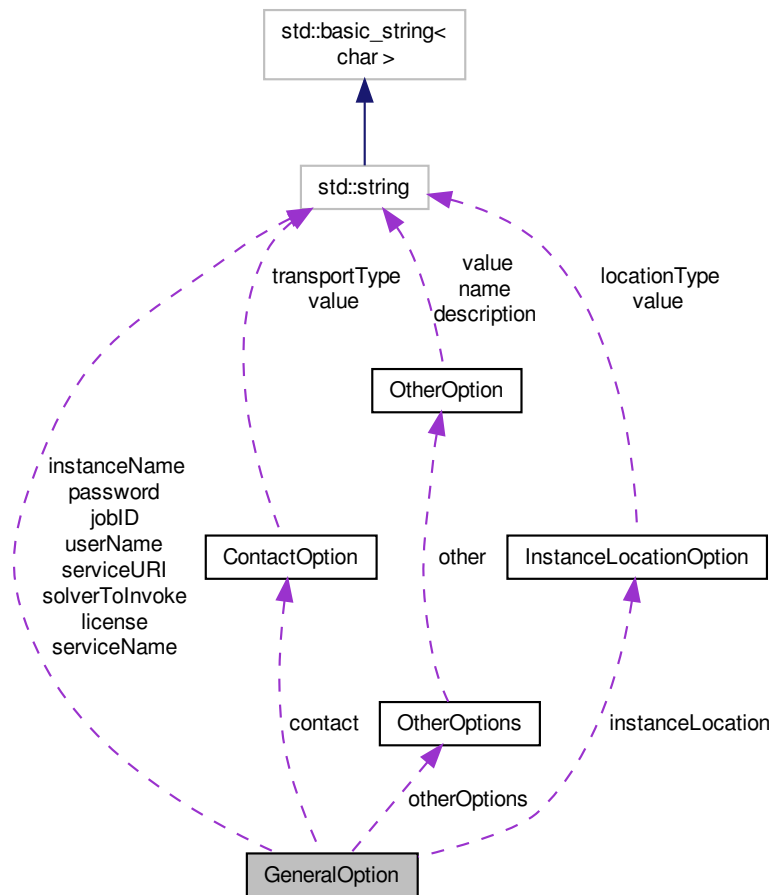 std::basic_string<
char >
std::string
transportType
value
value
name
description
locationType
value
OtherOption
instanceName
password
jobID
userName
serviceURI
solverToInvoke
license
serviceName
ContactOption
other
InstanceLocationOption
contact
OtherOptions
instanceLocation
otherOptions
GeneralOption